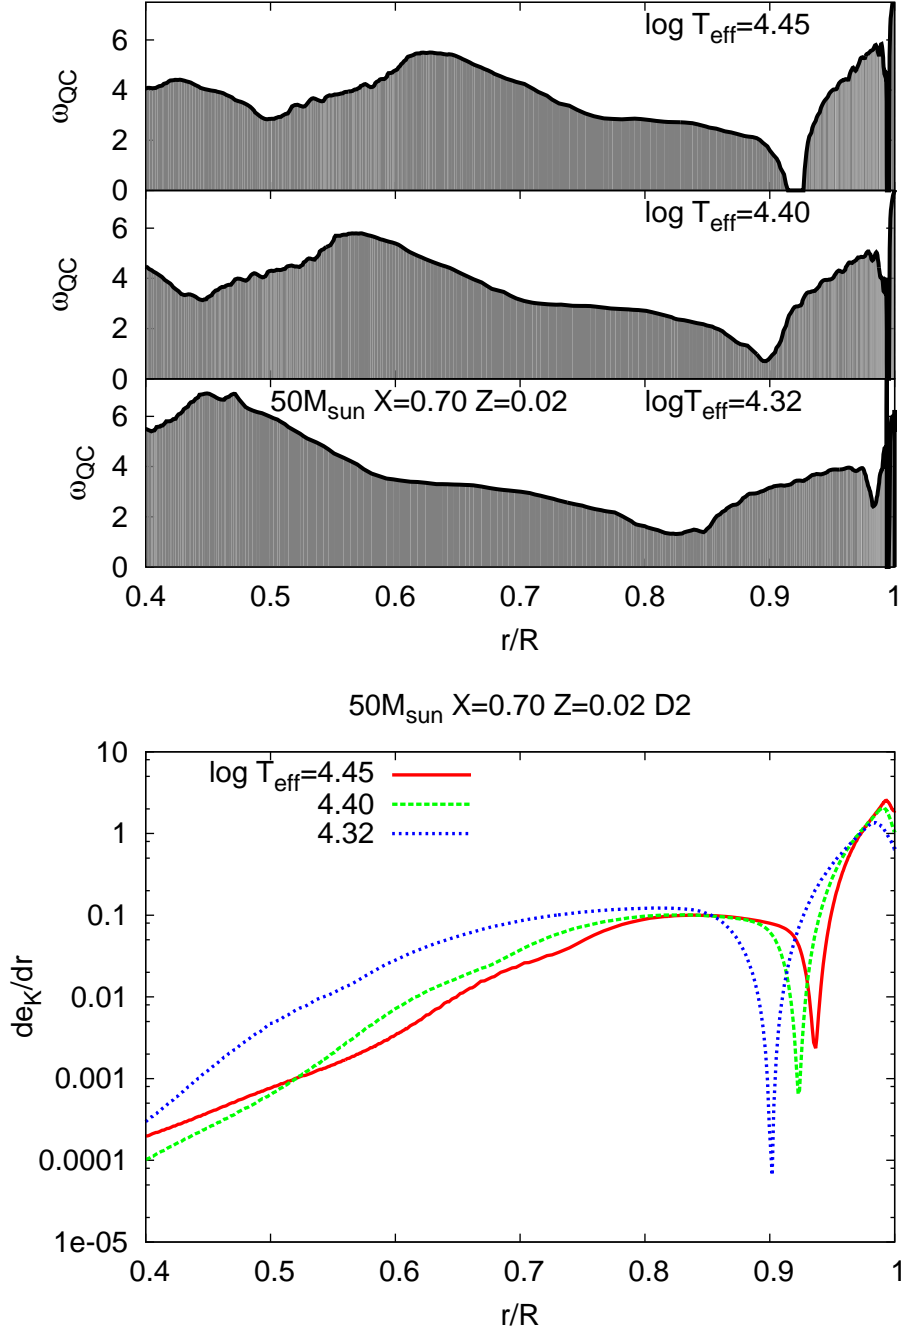 log T_eff=4.45
6
4
2
0
ω_QC
log T_eff=4.40
6
4
2
0
ω_QC
50M_sun X=0.70 Z=0.02 logT_eff=4.32
6
4
2
0
ω_QC
0.4 0.5 0.6 0.7 0.8 0.9 1
r/R
50M_sun X=0.70 Z=0.02 D2
log T_eff=4.45
4.40
4.32
10
1
0.1
0.01
0.001
0.0001
1e-05
de_K/dr
0.4 0.5 0.6 0.7 0.8 0.9 1
r/R